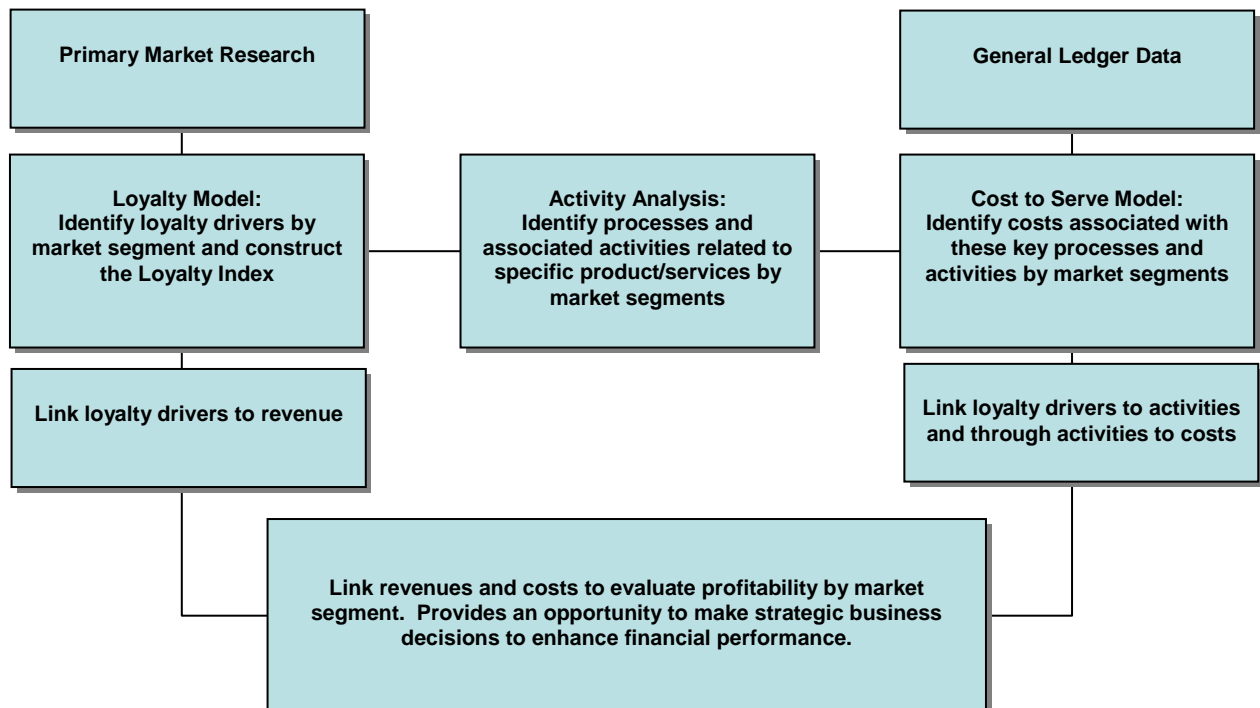 Primary Market Research
General Ledger Data
Loyalty Model:
Identify loyalty drivers by
market segment and construct
the Loyalty Index
Activity Analysis:
Identify processes and
associated activities related to
specific product/services by
market segments
Cost to Serve Model:
Identify costs associated with
these key processes and
activities by market segments
Link loyalty drivers to revenue
Link loyalty drivers to activities
and through activities to costs
Link revenues and costs to evaluate profitability by market
segment.  Provides an opportunity to make strategic business
decisions to enhance financial performance.